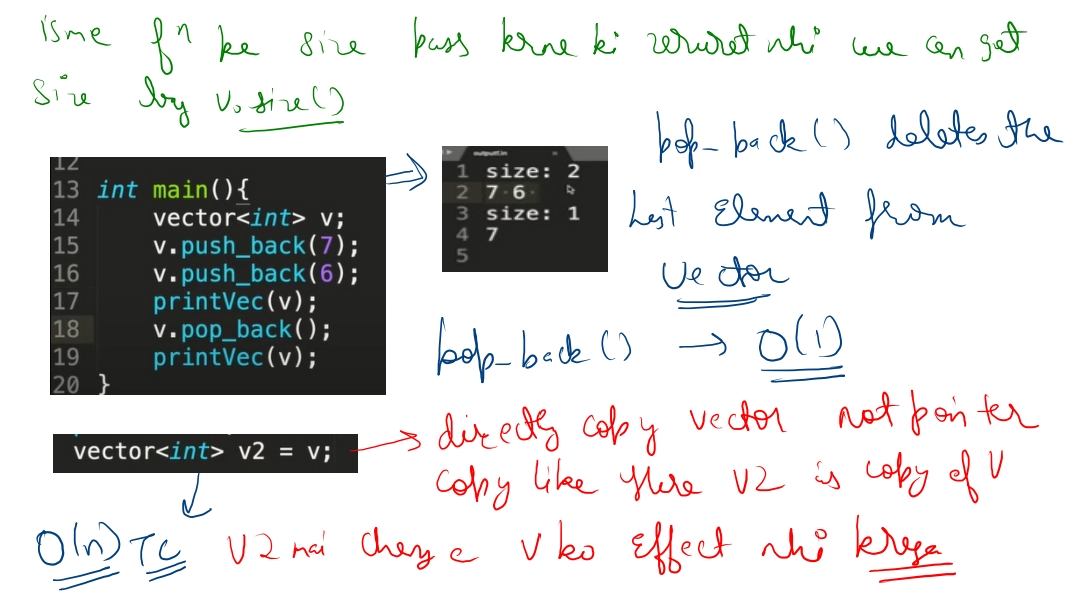 isme fn ke size pass krne ki zerurat nhi we can get
size by v.size()
pop_back() deletes the
last Element from
vector
12
13 int main(){
14 vector<int> v;
15 v.push_back(7);
16 v.push_back(6);
17 printVec(v);
18 v.pop_back();
19 printVec(v);
20 }
1 size: 2
2 7 6
3 size: 1
4 7
5
pop_back() → O(1)
vector<int> v2 = v;
directly copy vector not pointer
copy like here v2 is copy of v
O(n) TC
v2 mai change v ko effect nhi krega